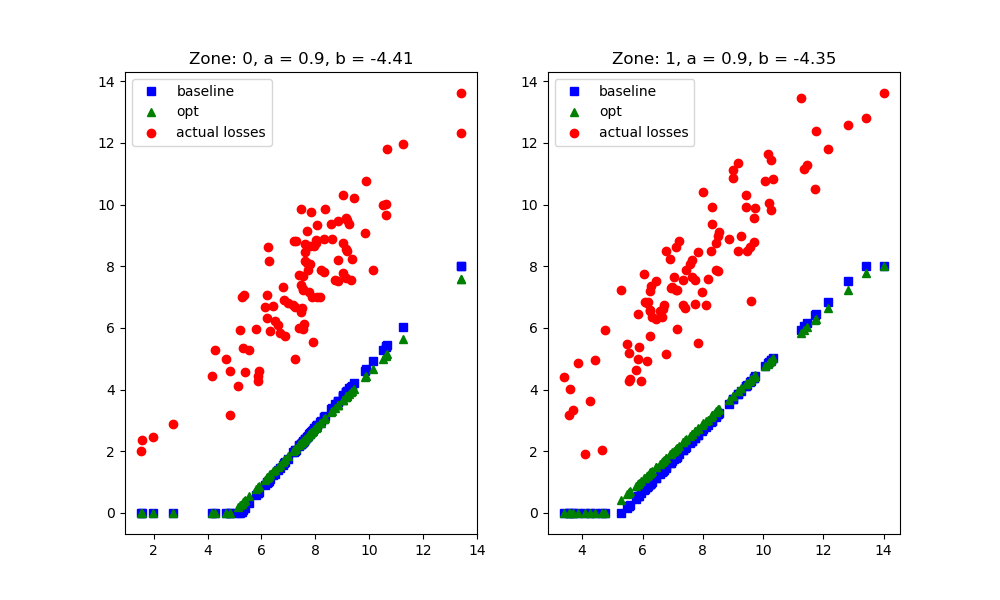 Zone: 0, a = 0.9, b = -4.41
baseline
opt
actual losses
14
12
10
8
6
4
2
0
2 4 6 8 10 12 14
Zone: 1, a = 0.9, b = -4.35
baseline
opt
actual losses
14
12
10
8
6
4
2
0
4 6 8 10 12 14